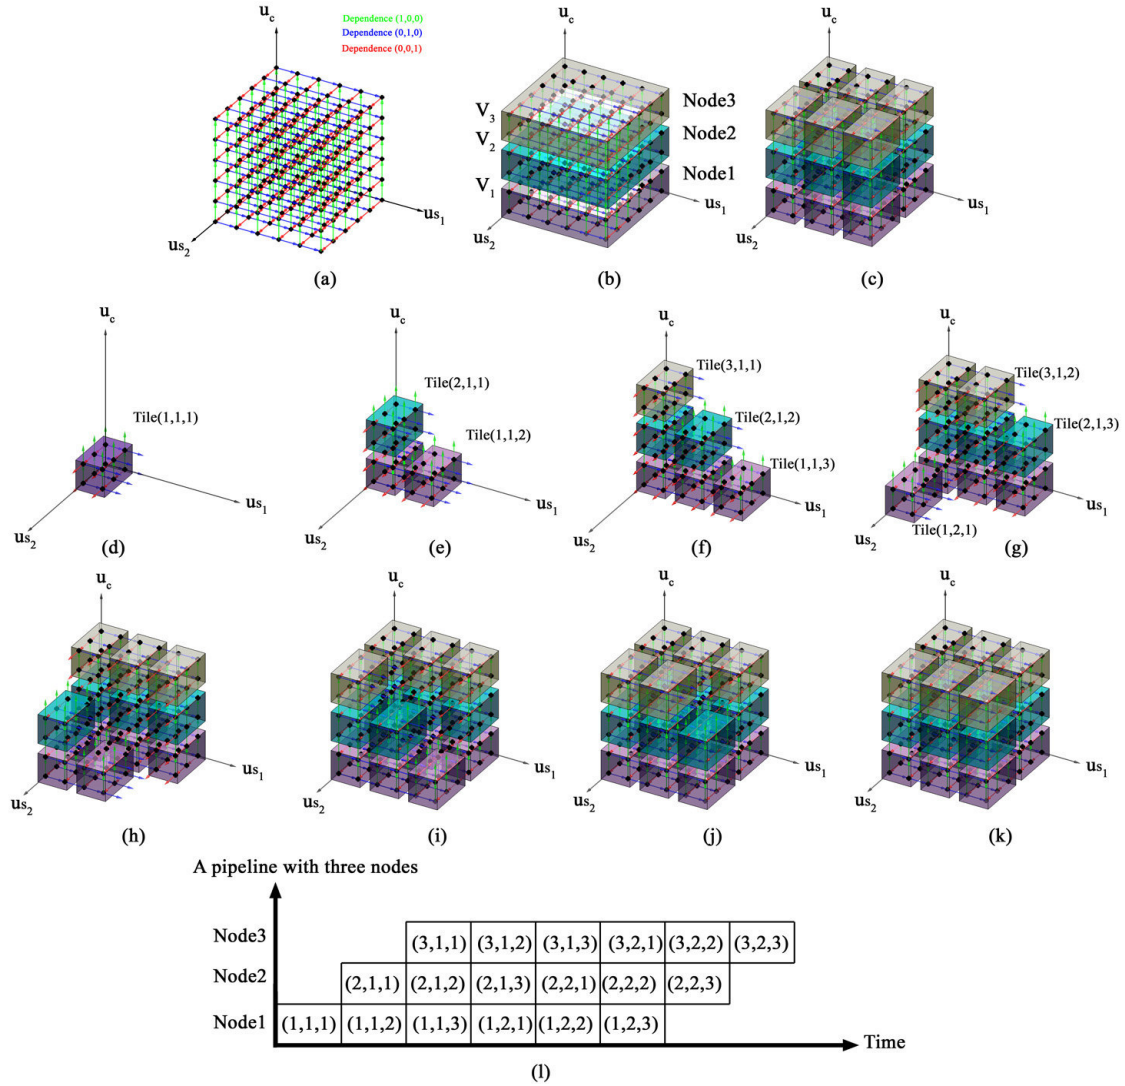 u_c
Dependence (1,0,0)
Dependence (0,1,0)
Dependence (0,0,1)
us_1
us_2
(a)
u_c
V_3
V_2
V_1
Node3
Node2
Node1
us_1
us_2
(b)
u_c
us_1
us_2
(c)
u_c
Tile(1,1,1)
us_1
us_2
(d)
u_c
Tile(2,1,1)
Tile(1,1,2)
us_1
us_2
(e)
u_c
Tile(3,1,1)
Tile(2,1,2)
Tile(1,1,3)
us_1
us_2
(f)
u_c
Tile(3,1,2)
Tile(2,1,3)
us_1
Tile(1,2,1)
us_2
(g)
u_c
us_1
us_2
(h)
u_c
us_1
us_2
(i)
u_c
us_1
us_2
(j)
u_c
us_1
us_2
(k)
A pipeline with three nodes
Node3 (3,1,1) (3,1,2) (3,1,3) (3,2,1) (3,2,2) (3,2,3)
Node2 (2,1,1) (2,1,2) (2,1,3) (2,2,1) (2,2,2) (2,2,3)
Node1 (1,1,1) (1,1,2) (1,1,3) (1,2,1) (1,2,2) (1,2,3)
Time
(l)